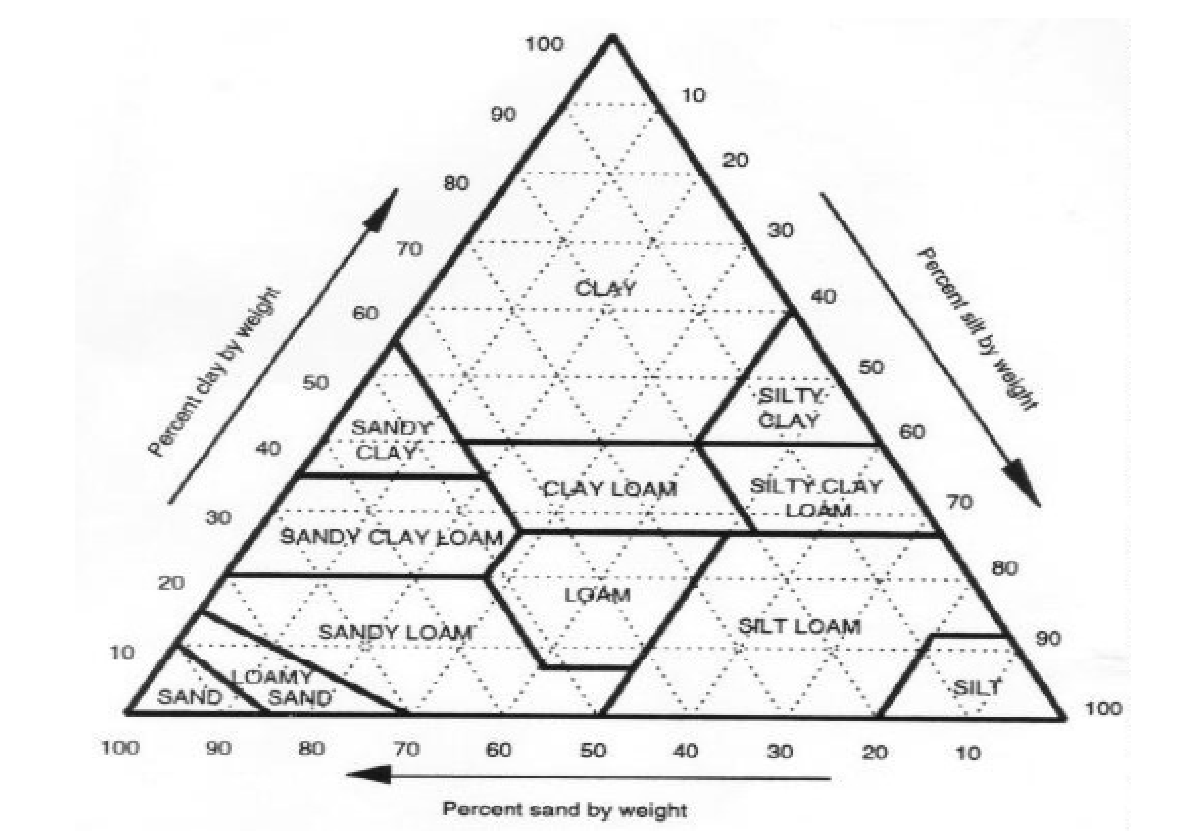 100
10
90
20
80
30
70
CLAY
40
60
50
50
SILTY
CLAY
SANDY
CLAY
60
40
CLAY LOAM
SILTY CLAY
LOAM
70
30
SANDY CLAY LOAM
80
20
LOAM
SANDY LOAM
SILT LOAM
90
10
LOAMY
SAND
SAND
SILT
100
100
90
80
70
60
50
40
30
20
10
Percent clay by weight
Percent silt by weight
Percent sand by weight